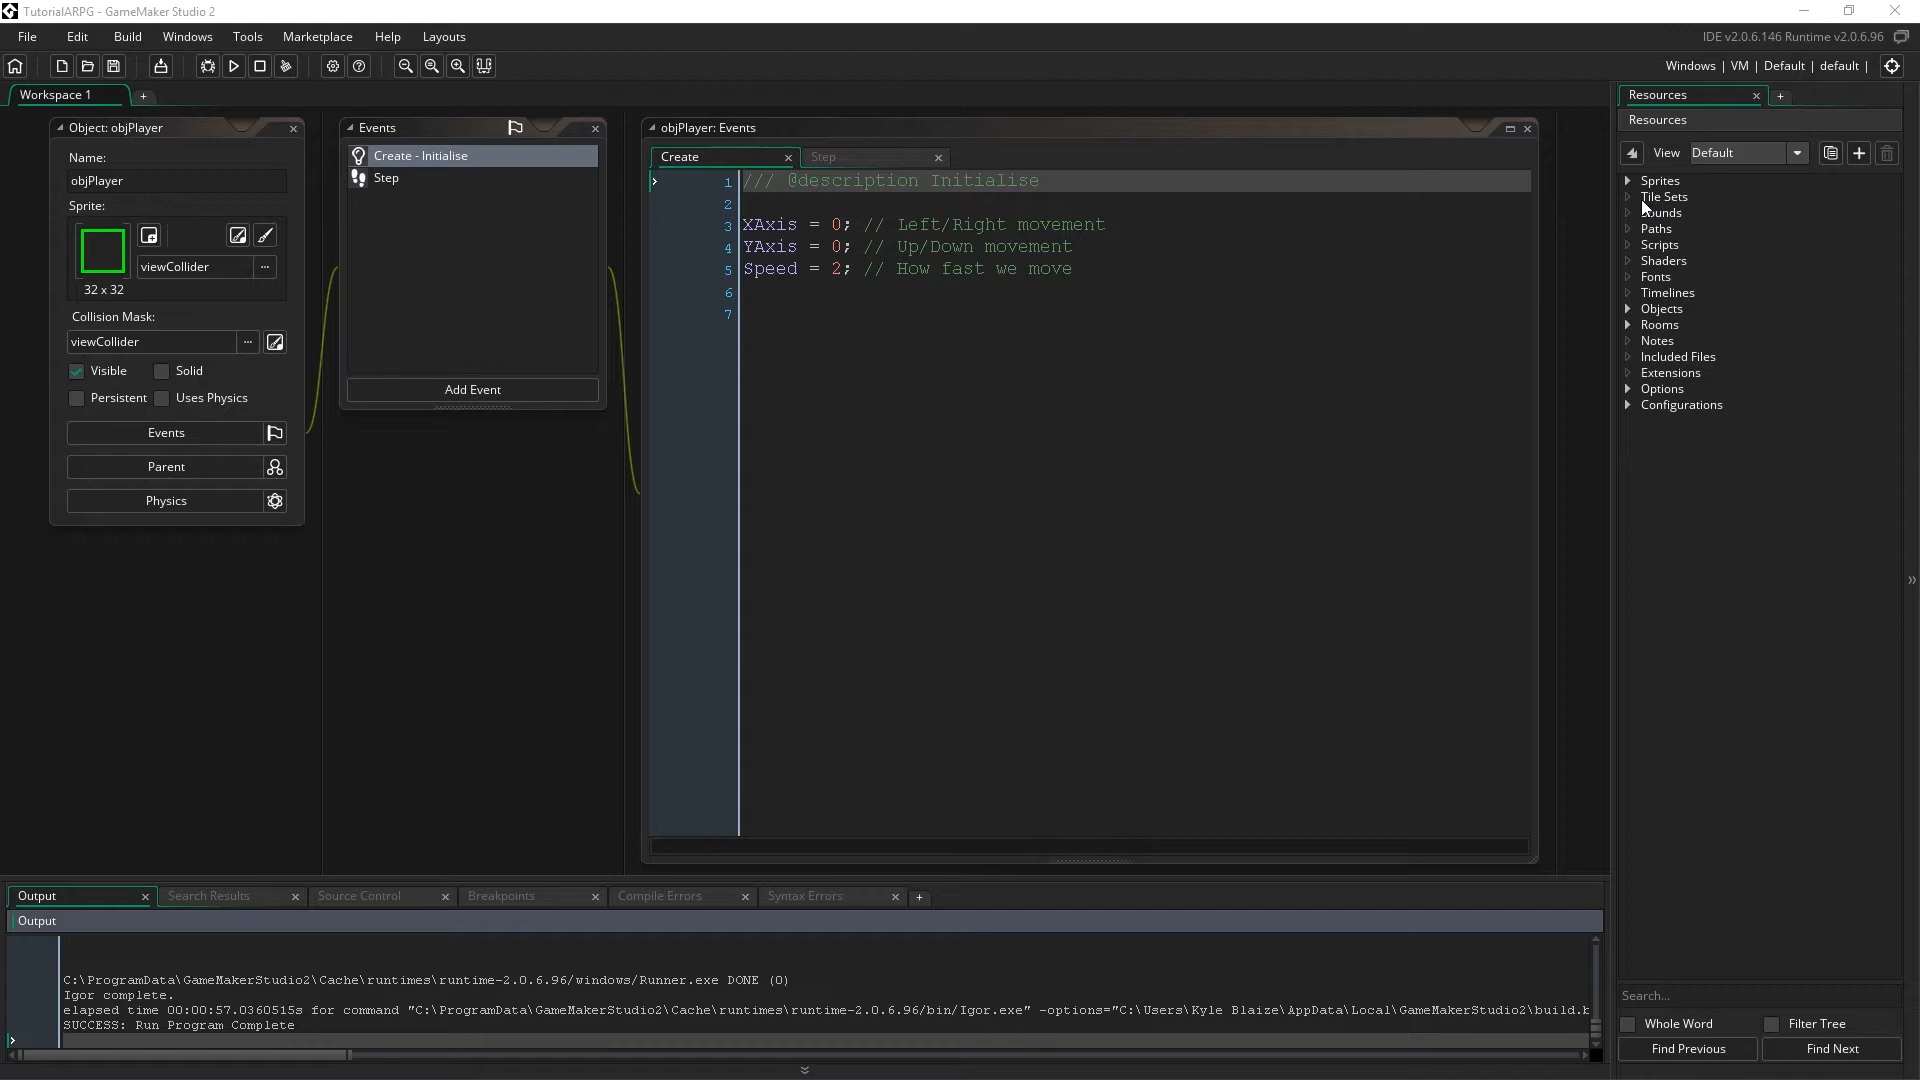 TutorialARPG - GameMaker Studio 2
File Edit Build Windows Tools Marketplace Help Layouts
IDE v2.0.6.146 Runtime v2.0.6.96
Windows | VM | Default | default |
Workspace 1
Object: objPlayer
Name:
objPlayer
Sprite:
viewCollider
32 x 32
Collision Mask:
viewCollider
Visible
Solid
Persistent
Uses Physics
Events
Parent
Physics
Events
Create - Initialise
Step
Add Event
objPlayer: Events
Create
Step
1 /// @description Initialise
2
3 XAxis = 0; // Left/Right movement
4 YAxis = 0; // Up/Down movement
5 Speed = 2; // How fast we move
6
7
Resources
Resources
View Default
Sprites
Tile Sets
Sounds
Paths
Scripts
Shaders
Fonts
Timelines
Objects
Rooms
Notes
Included Files
Extensions
Options
Configurations
Search...
Whole Word
Filter Tree
Find Previous
Find Next
Output Search Results Source Control Breakpoints Compile Errors Syntax Errors
Output
C:\ProgramData\GameMakerStudio2\Cache\runtimes\runtime-2.0.6.96/windows/Runner.exe DONE (0)
Igor complete.
elapsed time 00:00:57.0360515s for command "C:\ProgramData\GameMakerStudio2\Cache\runtimes\runtime-2.0.6.96/bin/Igor.exe" -options="C:\Users\Kyle Blaize\AppData\Local\GameMakerStudio2\build.b
SUCCESS: Run Program Complete